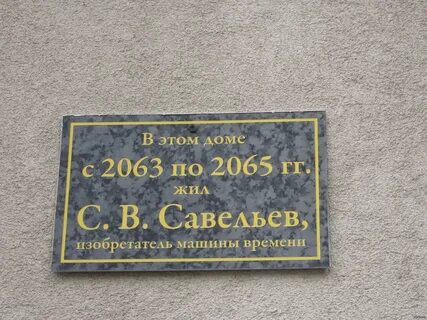 В этом доме
с 2063 по 2065 гг.
жил
С. В. Савельев,
изобретатель машины времени